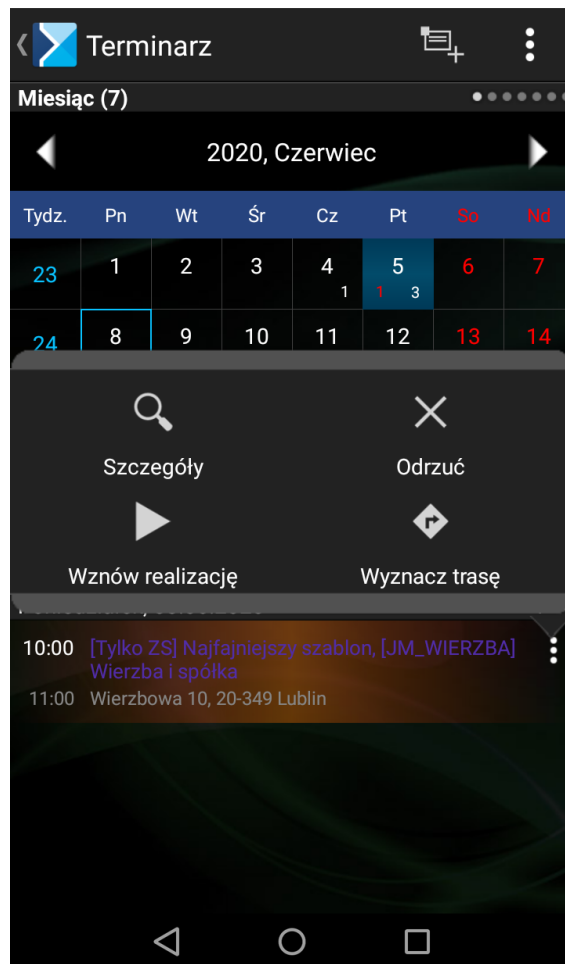 Terminarz
Miesiąc (7)
2020, Czerwiec
Tydz. Pn Wt Śr Cz Pt So Nd
23 1 2 3 4 5 6 7
1 1 3
24 8 9 10 11 12 13 14
Szczegóły Odrzuć
Wznów realizację Wyznacz trasę
10:00 [Tylko ZS] Najfajniejszy szablon, [JM_WIERZBA]
Wierzba i spółka
11:00 Wierzbowa 10, 20-349 Lublin